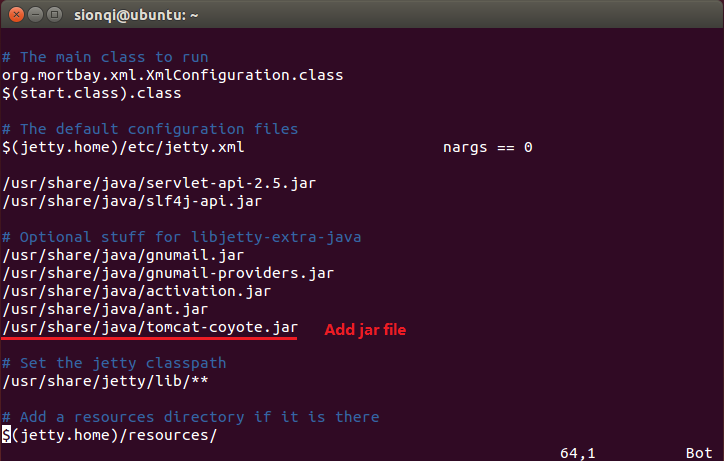 sionqi@ubuntu: ~
# The main class to run
org.mortbay.xml.XmlConfiguration.class
$(start.class).class
# The default configuration files
$(jetty.home)/etc/jetty.xml nargs == 0
/usr/share/java/servlet-api-2.5.jar
/usr/share/java/slf4j-api.jar
# Optional stuff for libjetty-extra-java
/usr/share/java/gnumail.jar
/usr/share/java/gnumail-providers.jar
/usr/share/java/activation.jar
/usr/share/java/ant.jar
/usr/share/java/tomcat-coyote.jar Add jar file
# Set the jetty classpath
/usr/share/jetty/lib/**
# Add a resources directory if it is there
$(jetty.home)/resources/
64,1 Bot